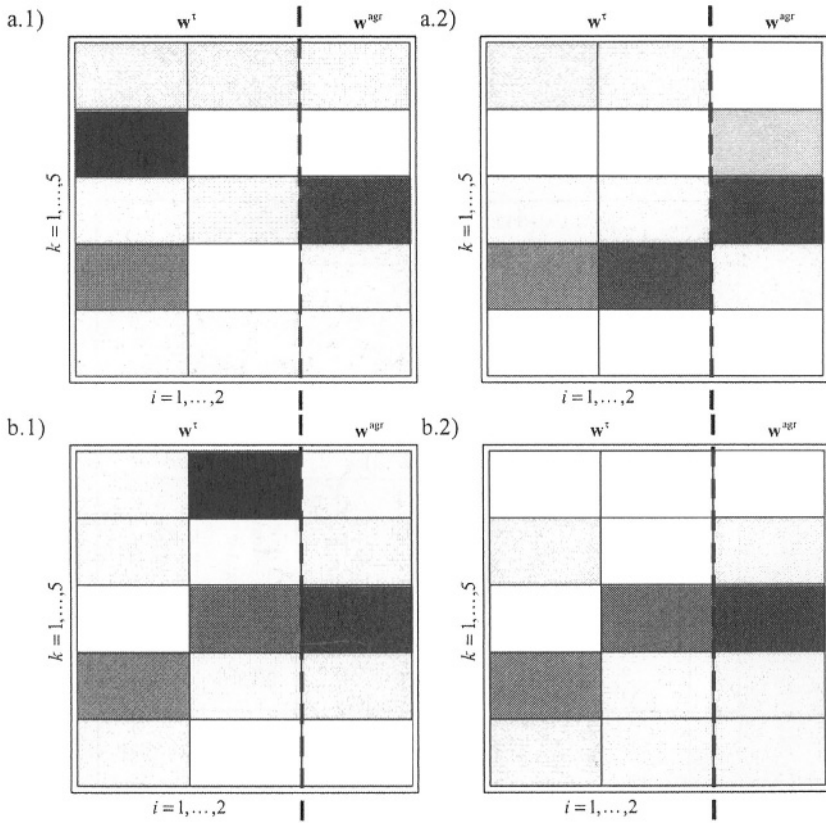 a.1)
w^τ
w^agr
k = 1,…,5
i = 1,…,2
a.2)
w^τ
w^agr
k = 1,…,5
i = 1,…,2
b.1)
w^τ
w^agr
k = 1,…,5
i = 1,…,2
b.2)
w^τ
w^agr
k = 1,…,5
i = 1,…,2